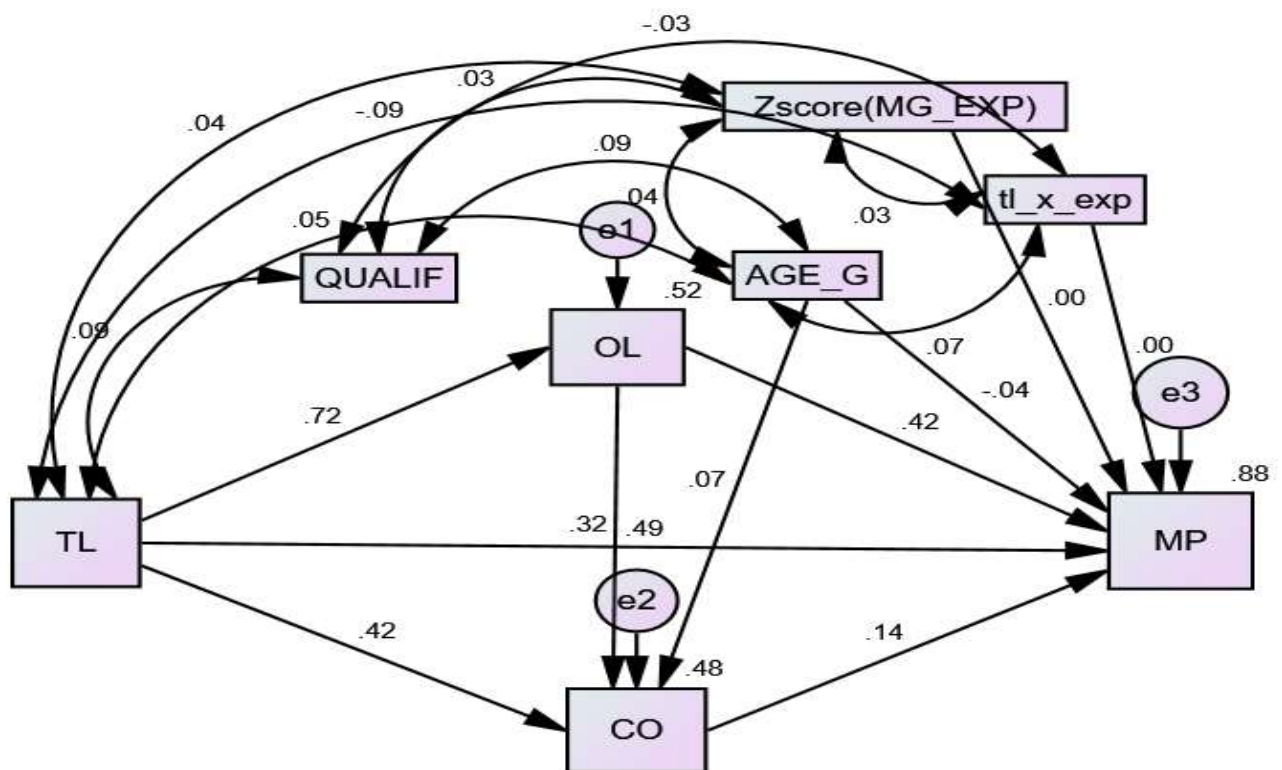 -.03
.03
Zscore(MG_EXP)
-.09
.04
.09
tl_x_exp
.04
.03
.05
e1
QUALIF
AGE_G
.52
.00
.09
OL
.07
.00
-.04
e3
.72
.42
.07
.88
.32
.49
TL
MP
e2
.42
.14
.48
CO